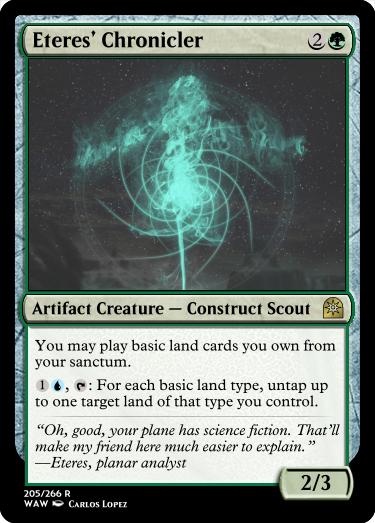 Eteres’ Chronicler 2
Artifact Creature — Construct Scout
You may play basic land cards you own from
your sanctum.
1 , : For each basic land type, untap up
to one target land of that type you control.
“Oh, good, your plane has science fiction. That’ll
make my friend here much easier to explain.”
—Eteres, planar analyst
2/3
205/266 R
WAW Carlos Lopez